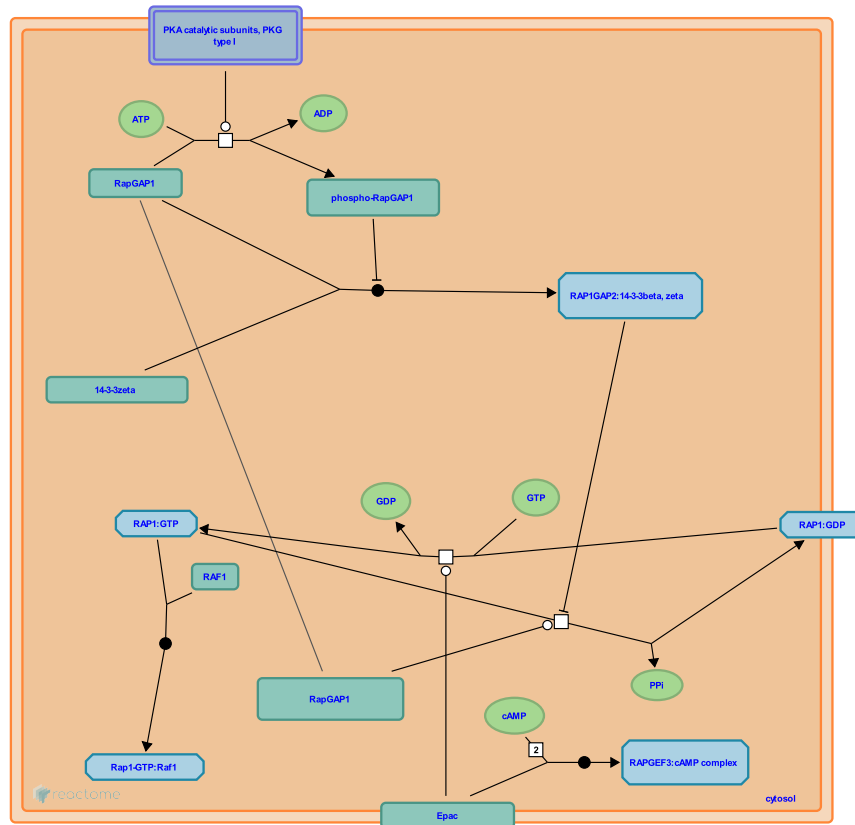 PKA catalytic subunits, PKG
type I
ATP
ADP
RapGAP1
phospho-RapGAP1
RAP1GAP2:14-3-3beta, zeta
14-3-3zeta
GDP
GTP
RAP1:GTP
RAP1:GDP
RAF1
RapGAP1
PPi
cAMP
2
Rap1-GTP:Raf1
RAPGEF3:cAMP complex
reactome
cytosol
Epac